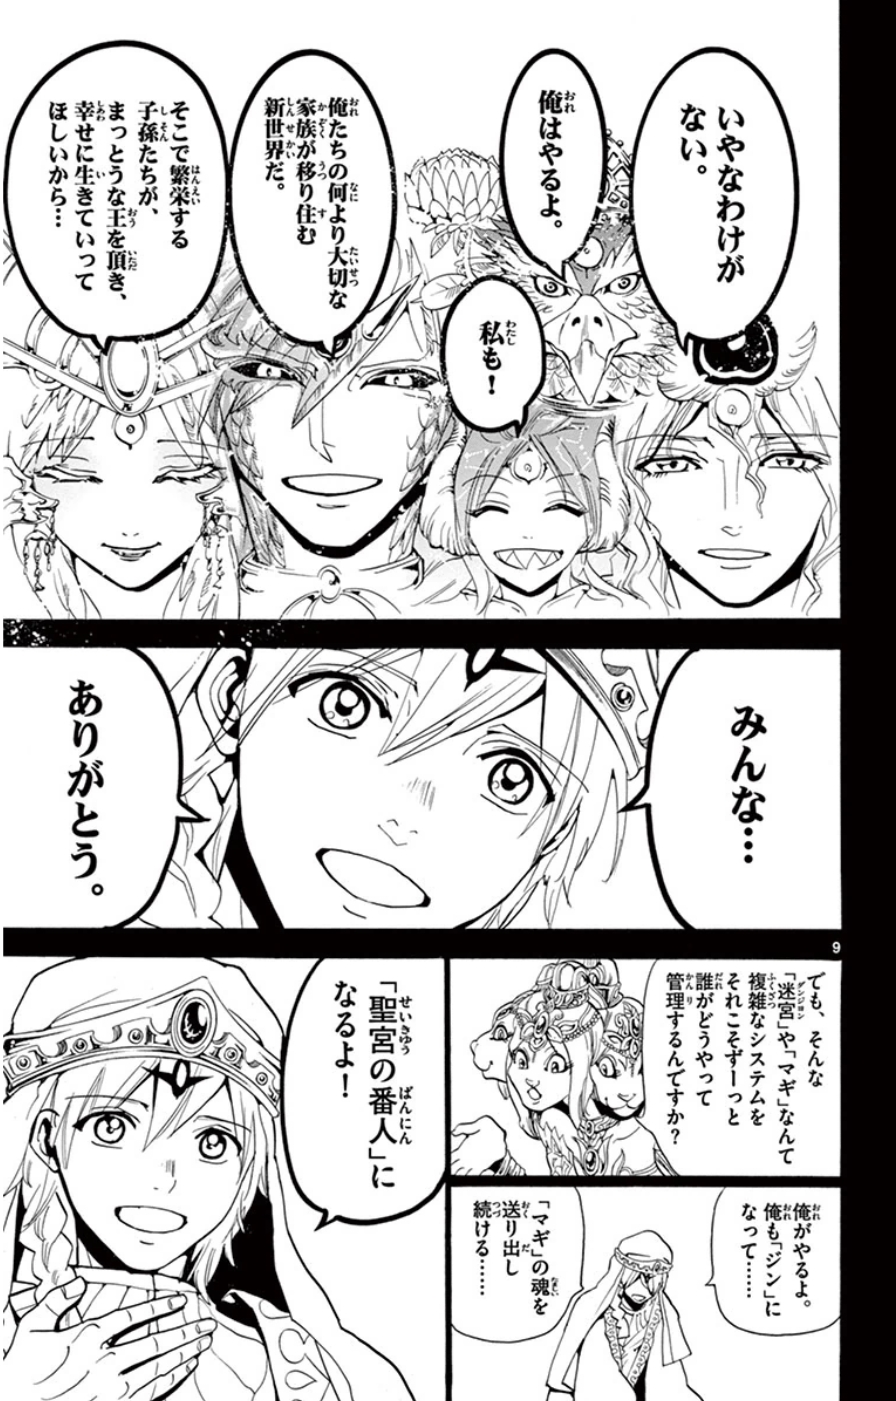 いやなわけが
ない。
俺はやるよ。
私も！
俺たちの何より大切な
家族が移り住む
新世界だ。
そこで繁栄する
子孫たちが、
まっとうな王を頂き、
幸せに生きていって
ほしいから…
みんな…
ありがとう。
9
でも、そんな
「迷宮」や「マギ」なんて
複雑なシステムを
それこそずーっと
誰がどうやって
管理するんですか？
俺がやるよ。
俺も「ジン」に
なって……
「マギ」の魂を
送り出し
続ける……
「聖宮の番人」に
なるよ！